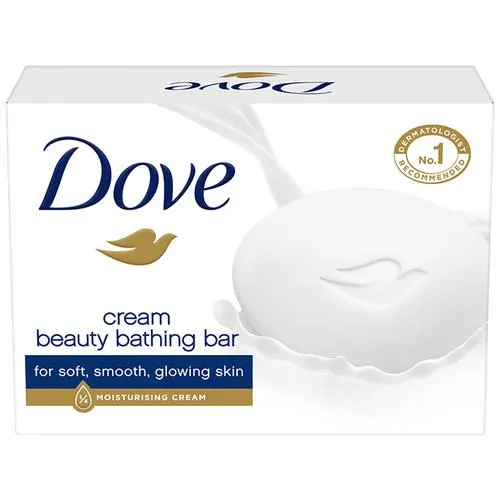 Dove
Dove
DERMATOLOGIST
No.1
RECOMMENDED
cream
beauty bathing bar
for soft, smooth, glowing skin
1/4 MOISTURISING CREAM